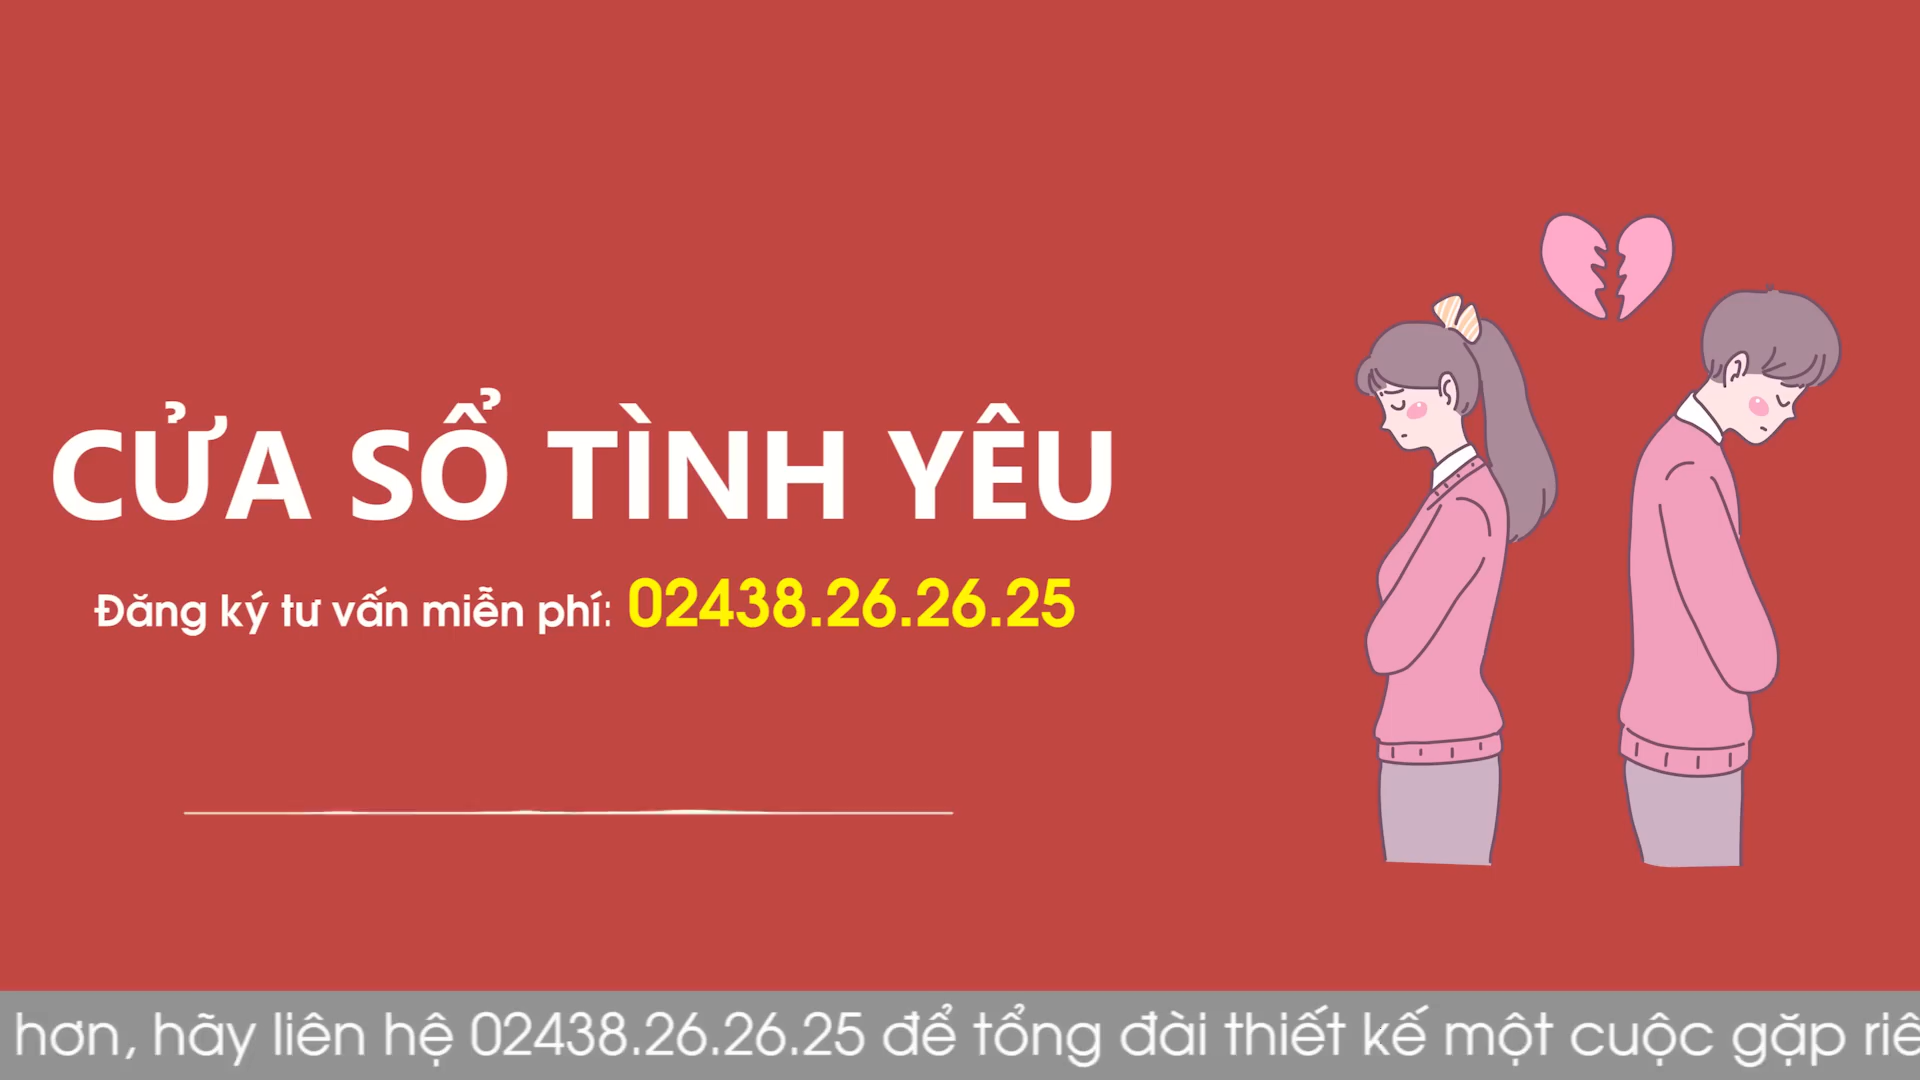 CỬA SỔ TÌNH YÊU
Đăng ký tư vấn miễn phí: 02438.26.26.25
hơn, hãy liên hệ 02438.26.26.25 để tổng đài thiết kế một cuộc gặp